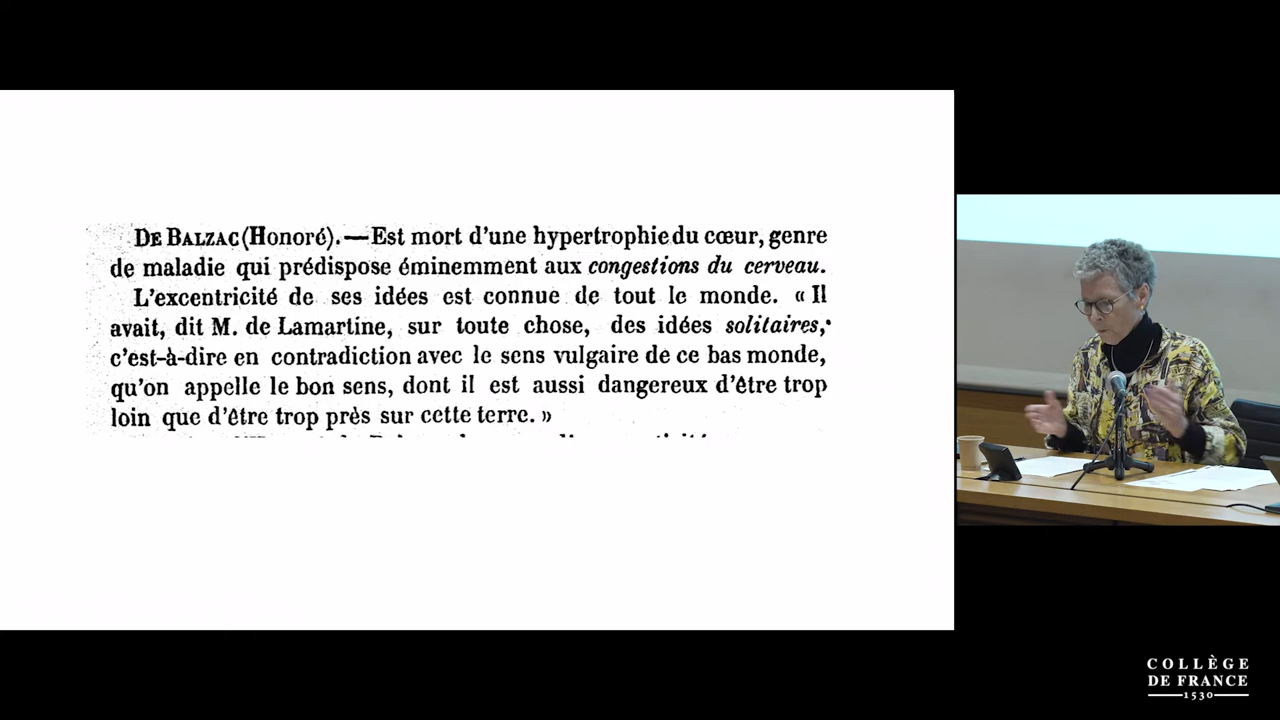 DE BALZAC (Honoré). — Est mort d'une hypertrophie du cœur, genre
de maladie qui prédispose éminemment aux congestions du cerveau.
L'excentricité de ses idées est connue de tout le monde. « Il
avait, dit M. de Lamartine, sur toute chose, des idées solitaires,
c'est-à-dire en contradiction avec le sens vulgaire de ce bas monde,
qu'on appelle le bon sens, dont il est aussi dangereux d'être trop
loin que d'être trop près sur cette terre. »
COLLÈGE
DE FRANCE
1530